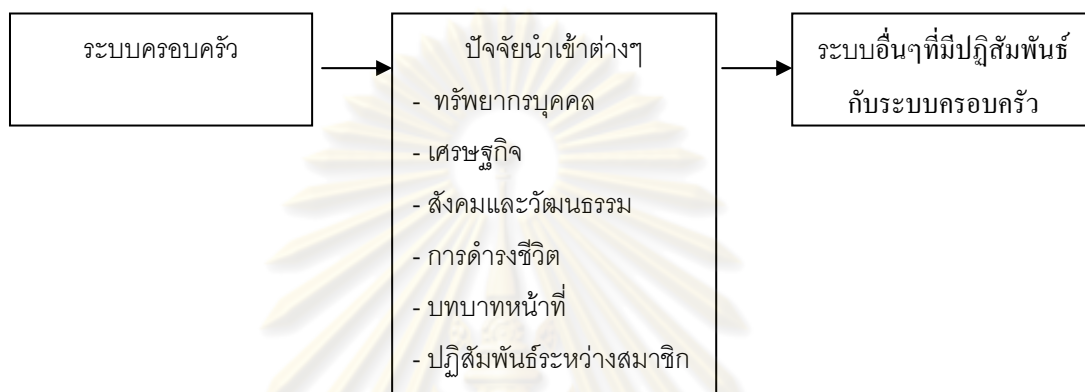 ระบบครอบครัว
ปัจจัยนำเข้าต่างๆ
- ทรัพยากรบุคคล
- เศรษฐกิจ
- สังคมและวัฒนธรรม
- การดำรงชีวิต
- บทบาทหน้าที่
- ปฏิสัมพันธ์ระหว่างสมาชิก
ระบบอื่นๆที่มีปฏิสัมพันธ์
กับระบบครอบครัว